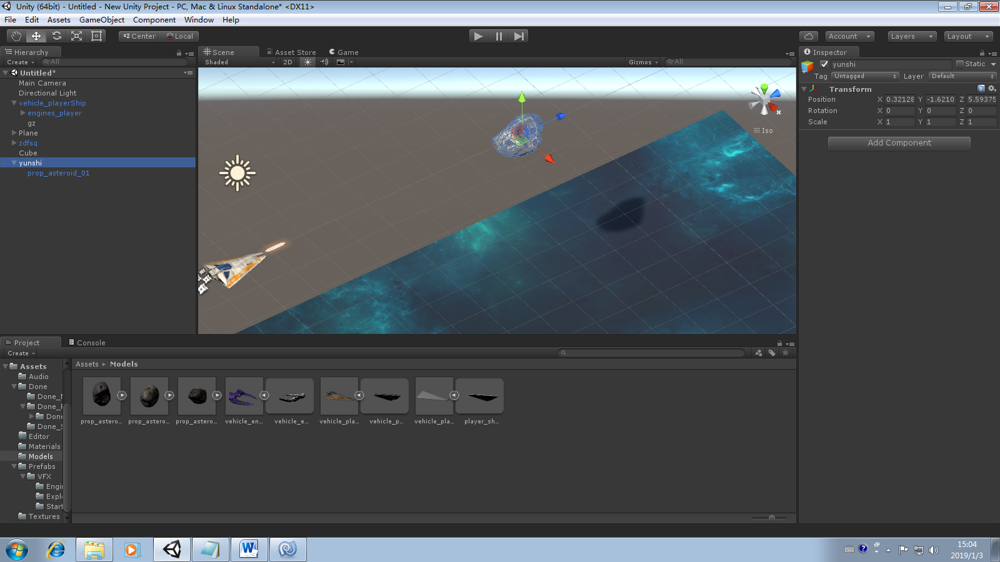 Unity (64bit) - Untitled - New Unity Project - PC, Mac & Linux Standalone* <DX11>
File Edit Assets GameObject Component Window Help
Center Local Account Layers Layout
Hierarchy
Create All
Untitled*
Main Camera
Directional Light
vehicle_playerShip
engines_player
gz
Plane
zdfsq
Cube
yunshi
prop_asteroid_01
Scene Asset Store Game
Shaded 2D Gizmos All
x
Iso
Inspector
yunshi Static
Tag Untagged Layer Default
Transform
Position X 0.32128 Y -1.6210 Z 5.59375
Rotation X 0 Y 0 Z 0
Scale X 1 Y 1 Z 1
Add Component
Project Console
Create
Assets
Audio
Done
Done_
Done_
Done
Done_
Editor
Materials
Models
Prefabs
VFX
Engi
Expl
Start
Textures
Assets ▸ Models
prop_astero... prop_astero... prop_astero... vehicle_en... vehicle_e... vehicle_pla... vehicle_p... vehicle_pla... player_sh...
15:04
2019/1/3